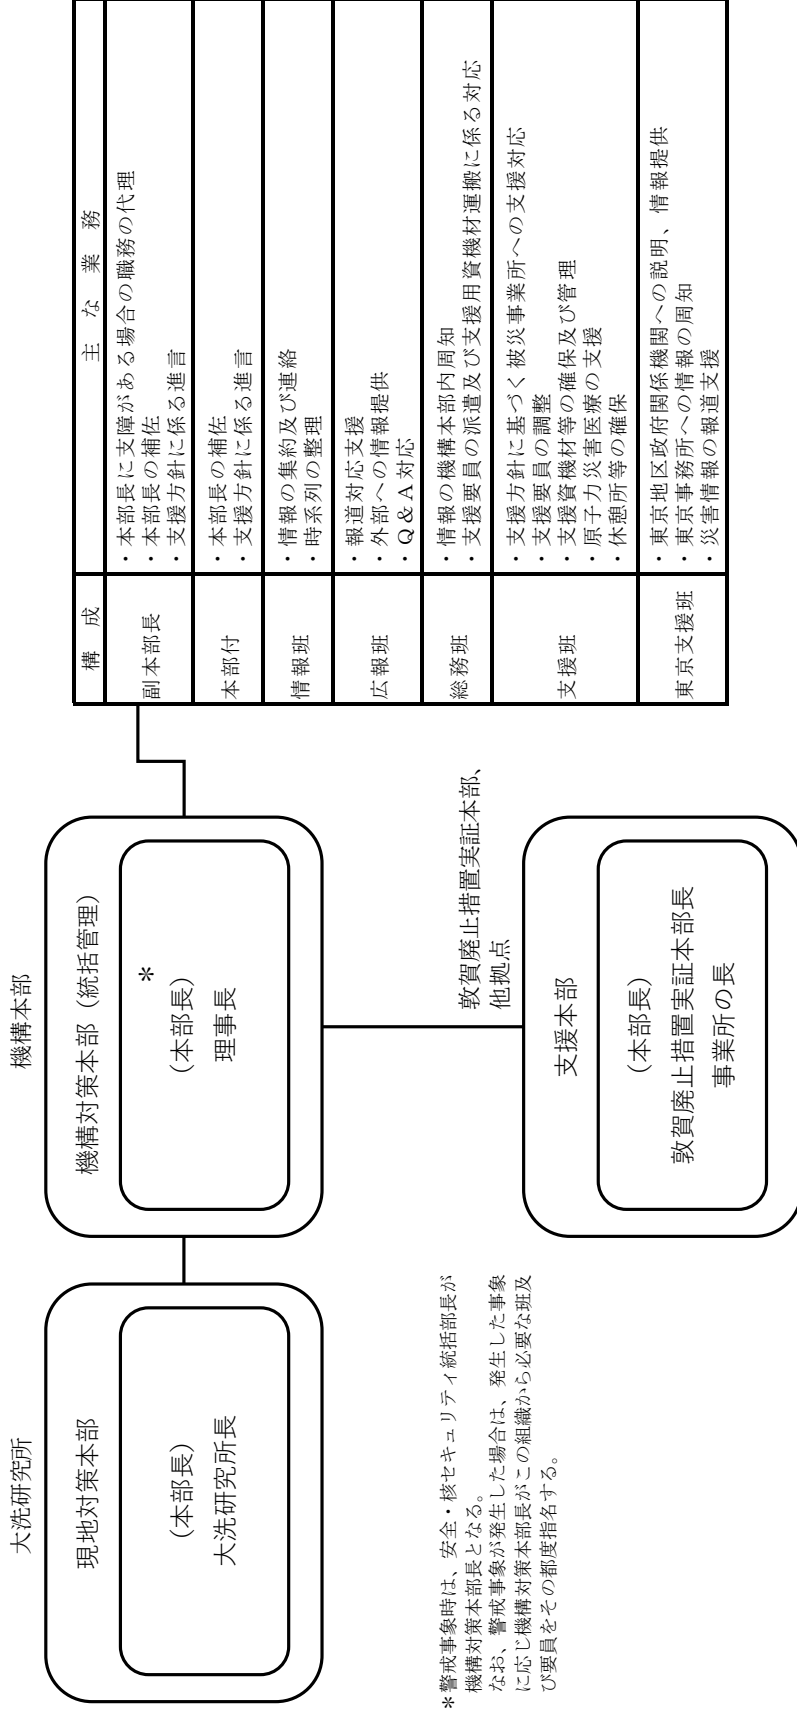 大洗研究所
現地対策本部
(本部長)
大洗研究所長
機構本部
機構対策本部(統括管理)
*
(本部長)
理事長
敦賀廃止措置実証本部、
他拠点
支援本部
(本部長)
敦賀廃止措置実証本部長
事業所の長
構 成
主 な 業 務
副本部長
・本部長に支障がある場合の職務の代理
・本部長の補佐
・支援方針に係る進言
本部付
・本部長の補佐
・支援方針に係る進言
情報班
・情報の集約及び連絡
・時系列の整理
広報班
・報道対応支援
・外部への情報提供
・Q&A対応
総務班
・情報の機構本部内周知
・支援要員の派遣及び支援用資機材運搬に係る対応
支援班
・支援方針に基づく被災事業所への支援対応
・支援要員の調整
・支援資機材等の確保及び管理
・原子力災害医療の支援
・休憩所等の確保
東京支援班
・東京地区政府関係機関への説明、情報提供
・東京事務所への情報の周知
・災害情報の報道支援
*警戒事象時は、安全・核セキュリティ統括部長が
機構対策本部長となる。
なお、警戒事象が発生した場合は、発生した事象
に応じ機構対策本部長がこの組織から必要な班及
び要員をその都度指名する。